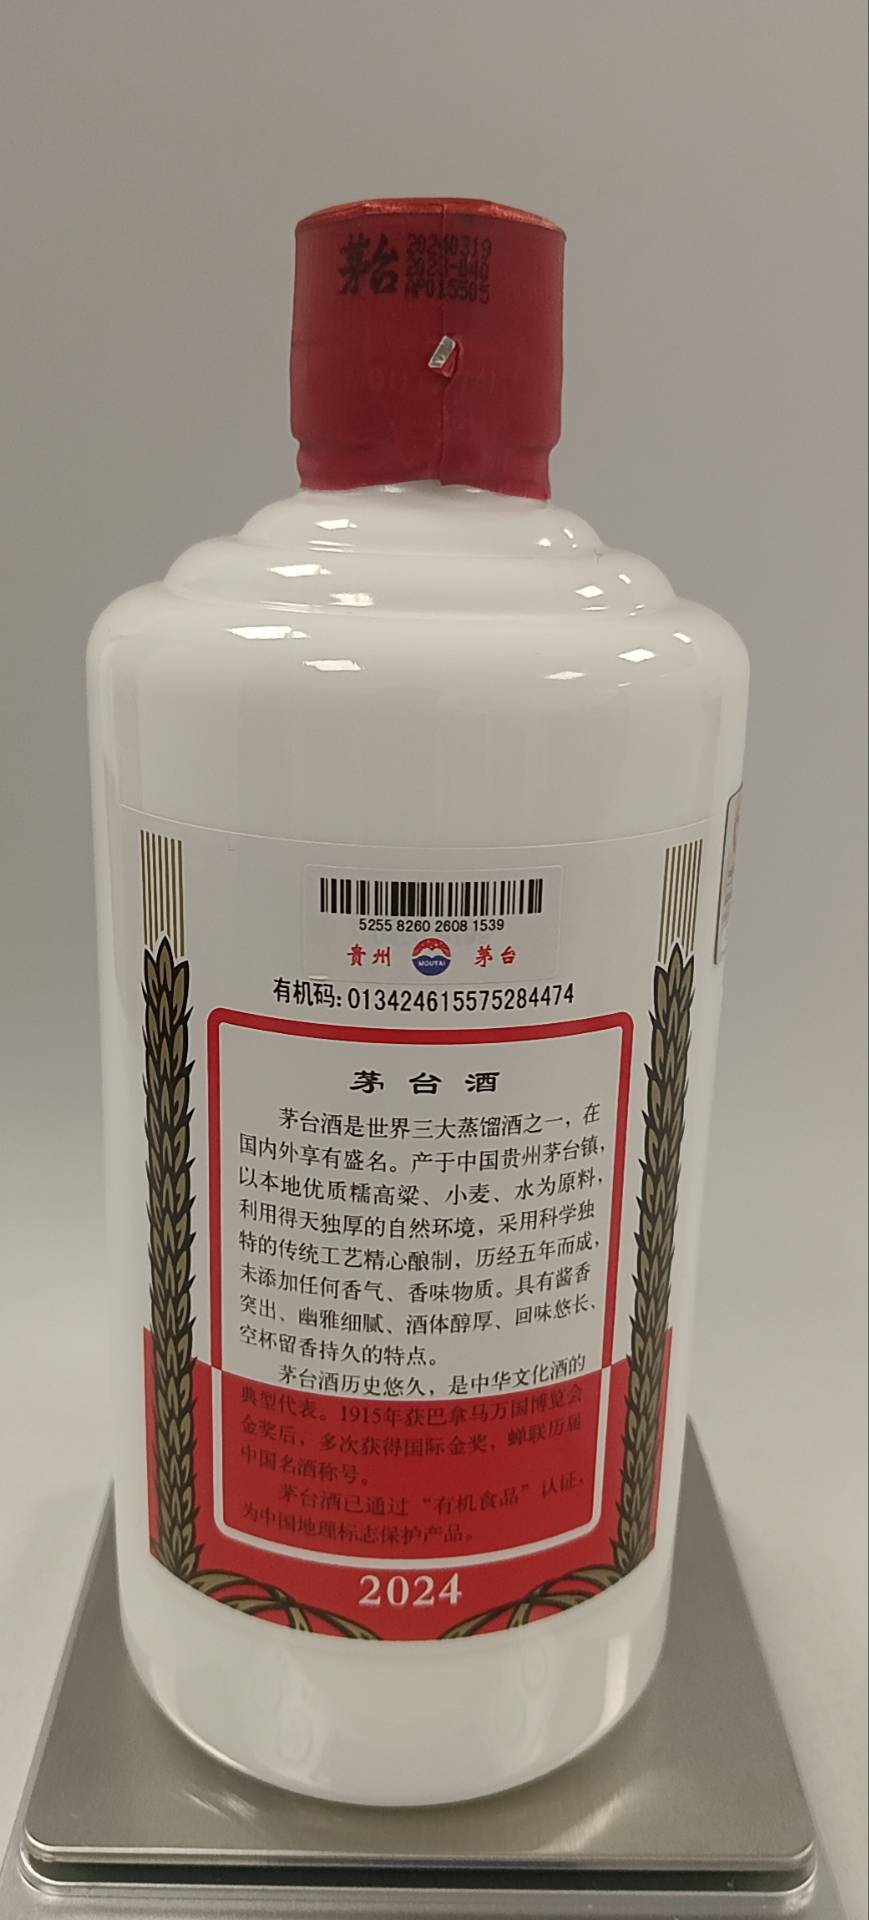 茅台
20240319
2023-040
AP015505
5255 8260 2608 1539
贵州 MOUTAI 茅台
有机码:013424615575284474
茅台酒
茅台酒是世界三大蒸馏酒之一，在
国内外享有盛名。产于中国贵州茅台镇，
以本地优质糯高粱、小麦、水为原料，
利用得天独厚的自然环境，采用科学独
特的传统工艺精心酿制，历经五年而成，
未添加任何香气、香味物质。具有酱香
突出、幽雅细腻、酒体醇厚、回味悠长、
空杯留香持久的特点。
茅台酒历史悠久，是中华文化酒的
典型代表。1915年获巴拿马万国博览会
金奖后，多次获得国际金奖，蝉联历届
中国名酒称号。
茅台酒已通过“有机食品”认证，
为中国地理标志保护产品。
2024